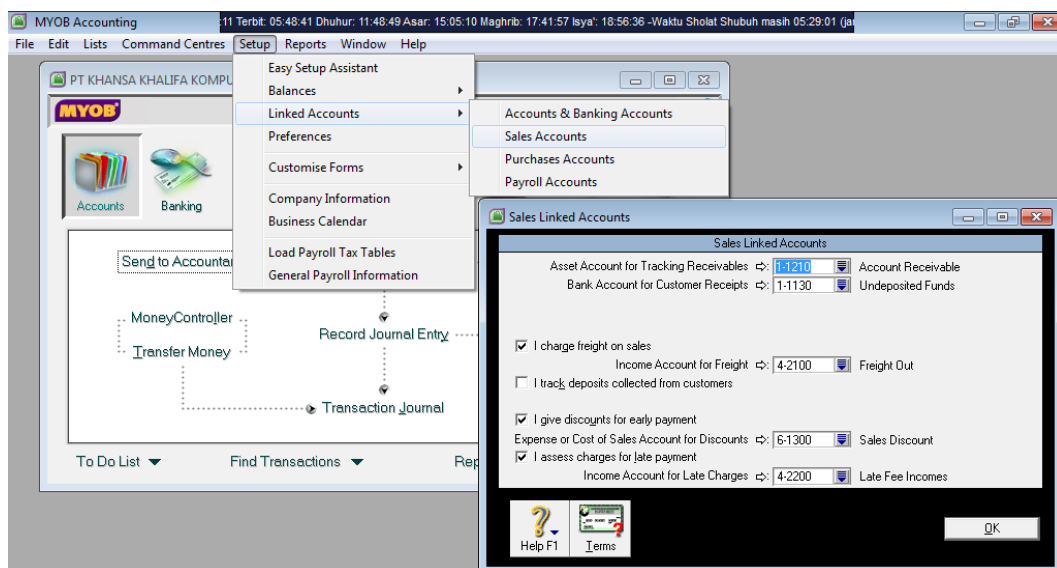 MYOB Accounting
:11 Terbit: 05:48:41 Dhuhur: 11:48:49 Asar: 15:05:10 Maghrib: 17:41:57 Isya': 18:56:36 -Waktu Sholat Shubuh masih 05:29:01 (jar
File Edit Lists Command Centres Setup Reports Window Help
PT KHANSA KHALIFA KOMPU
MYOB
Accounts
Banking
Send to Accountan
MoneyController
Transfer Money
Record Journal Entry
Transaction Journal
To Do List
Find Transactions
Rep
Easy Setup Assistant
Balances
Linked Accounts
Preferences
Customise Forms
Company Information
Business Calendar
Load Payroll Tax Tables
General Payroll Information
Accounts & Banking Accounts
Sales Accounts
Purchases Accounts
Payroll Accounts
Sales Linked Accounts
Sales Linked Accounts
Asset Account for Tracking Receivables 1-1210 Account Receivable
Bank Account for Customer Receipts 1-1130 Undeposited Funds
I charge freight on sales
Income Account for Freight 4-2100 Freight Out
I track deposits collected from customers
I give discounts for early payment
Expense or Cost of Sales Account for Discounts 6-1300 Sales Discount
I assess charges for late payment
Income Account for Late Charges 4-2200 Late Fee Incomes
Help F1
Terms
OK